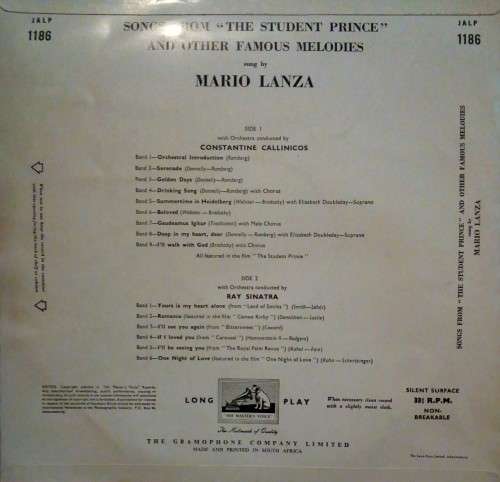 JALP
1186
SONGS FROM "THE STUDENT PRINCE"
AND OTHER FAMOUS MELODIES
sung by
MARIO LANZA
JALP
1186
SIDE 1
with Orchestra conducted by
CONSTANTINE CALLINICOS
Band 1—Orchestral Introduction (Romberg)
Band 2—Serenade (Donnelly—Romberg)
Band 3—Golden Days (Donnelly—Romberg)
Band 4—Drinking Song (Donnelly—Romberg) with Chorus
Band 5—Summertime in Heidelberg (Webster—Brodszky) with Elizabeth Doubleday—Soprano
Band 6—Beloved (Webster—Brodszky)
Band 7—Gaudeamus Igitur (Traditional) with Male Chorus
Band 8—Deep in my heart, dear (Donnelly—Romberg) with Elizabeth Doubleday—Soprano
Band 9—I'll walk with God (Brodszky) with Chorus
All featured in the film "The Student Prince"
SIDE 2
with Orchestra conducted by
RAY SINATRA
Band 1—Yours is my heart alone (from "Land of Smiles")
Band 2—Romance (featured in the film "Cameo Kirby")
Band 3—I'll see you again (from "Bittersweet") (Coward)
Band 4—If I loved you (from "Carousel") (Hammerstein—Rodgers)
Band 5—I'll be seeing you (from "The Royal Palm Revue") (Kahal—Fain)
Band 6—One Night of Love (featured in the film "One Night of Love") (Kahn—Schertzinger)
SONGS FROM "THE STUDENT PRINCE" AND OTHER FAMOUS MELODIES
sung by
MARIO LANZA
LONG PLAY
"HIS MASTER'S VOICE"
The Hallmark of Quality
When necessary clean record
with a slightly moist cloth.
SILENT SURFACE
33⅓ R.P.M.
NON-
BREAKABLE
THE GRAMOPHONE COMPANY LIMITED
MADE AND PRINTED IN SOUTH AFRICA